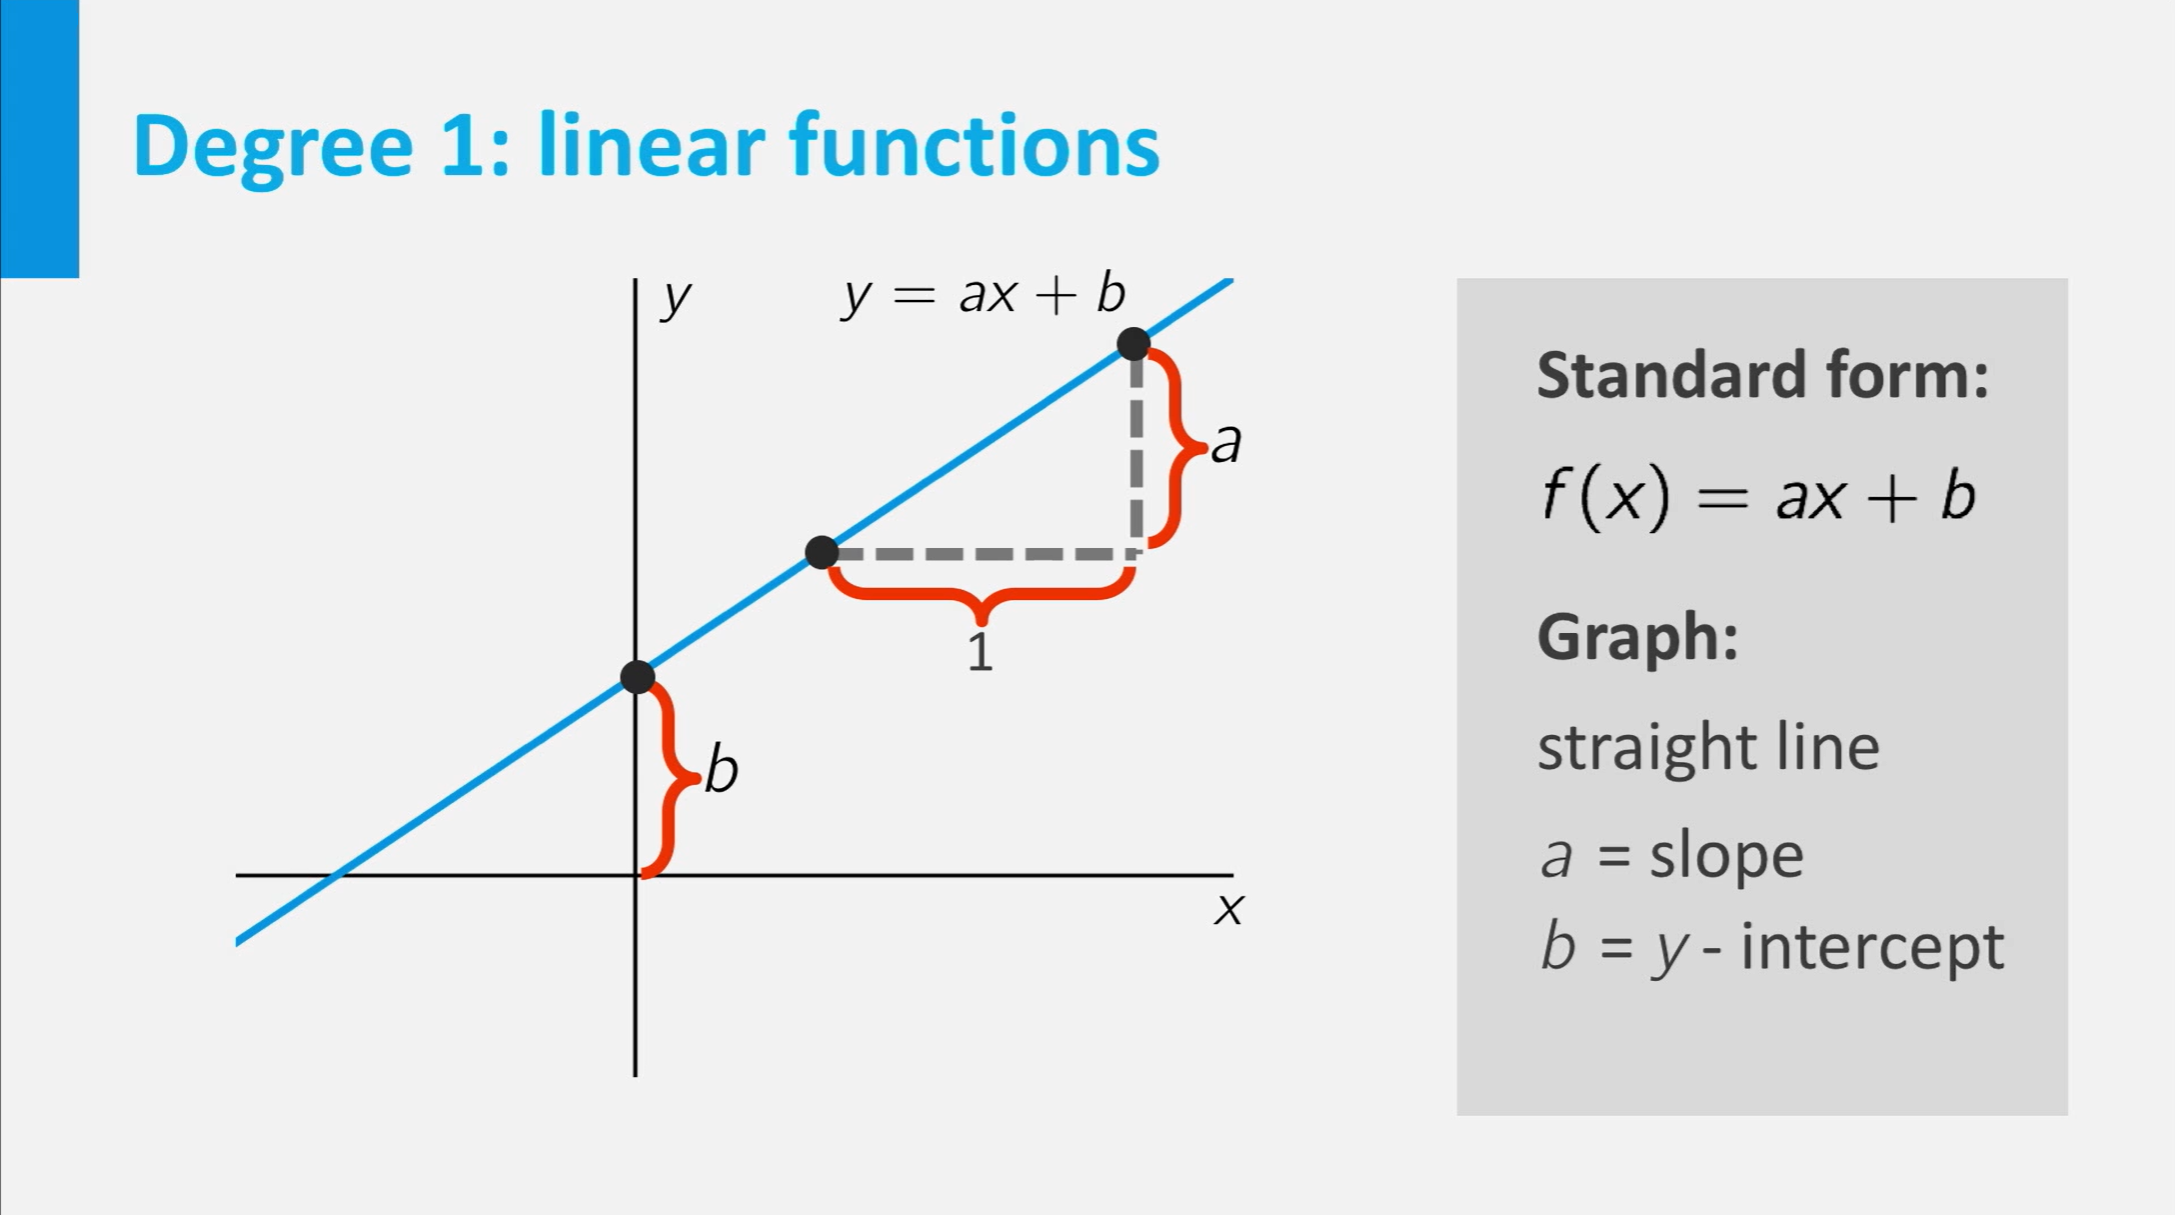 Degree 1: linear functions
y
y = ax + b
a
1
b
x
Standard form:
f(x) = ax + b
Graph:
straight line
a = slope
b = y - intercept